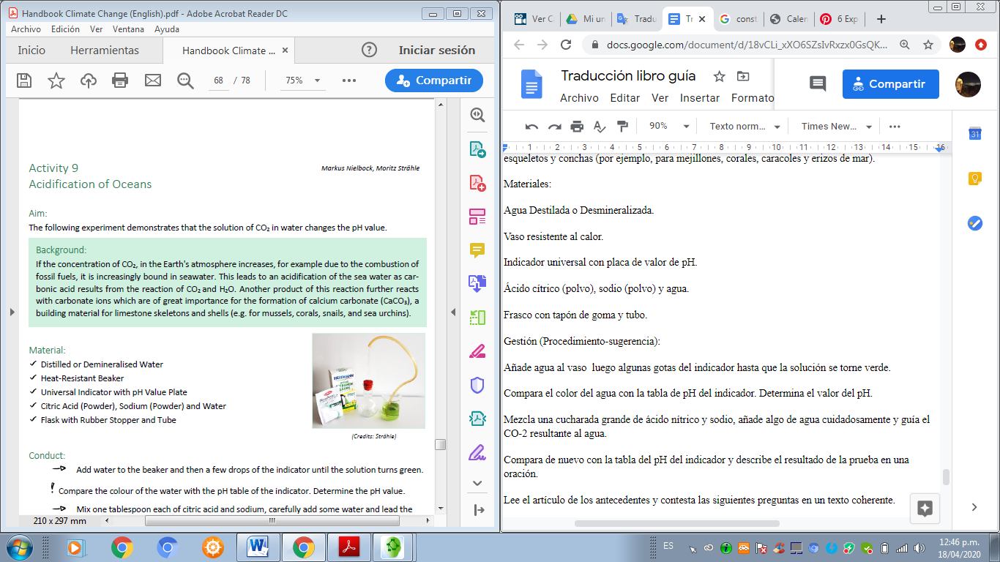 Handbook Climate Change (English).pdf - Adobe Acrobat Reader DC
Archivo Edición Ver Ventana Ayuda
Inicio Herramientas Handbook Climate ... × Iniciar sesión
68 / 78 75% Compartir
Activity 9
Markus Nielbock, Moritz Strähle
Acidification of Oceans
Aim:
The following experiment demonstrates that the solution of CO₂ in water changes the pH value.
Background:
If the concentration of CO₂, in the Earth's atmosphere increases, for example due to the combustion of
fossil fuels, it is increasingly bound in seawater. This leads to an acidification of the sea water as car-
bonic acid results from the reaction of CO₂ and H₂O. Another product of this reaction further reacts
with carbonate ions which are of great importance for the formation of calcium carbonate (CaCO₃), a
building material for limestone skeletons and shells (e.g. for mussels, corals, snails, and sea urchins).
Material:
✓ Distilled or Demineralised Water
✓ Heat-Resistant Beaker
✓ Universal Indicator with pH Value Plate
✓ Citric Acid (Powder), Sodium (Powder) and Water
✓ Flask with Rubber Stopper and Tube
HEITMANN
(Credits: Strähle)
Conduct:
Add water to the beaker and then a few drops of the indicator until the solution turns green.
! Compare the colour of the water with the pH table of the indicator. Determine the pH value.
Mix one tablespoon each of citric acid and sodium, carefully add some water and lead the
210 x 297 mm
Ver C Mi un Tradu Tr × const Calen 6 Exp
docs.google.com/document/d/18vCLi_xXO6SZsIvRxzx0GsQK...
Traducción libro guía
Compartir
Archivo Editar Ver Insertar Formato
90% Texto norm... Times New...
1 2 3 4 5 6 7 8 9 10 11 12 13 14 15 16
31
esqueletos y conchas (por ejemplo, para mejillones, corales, caracoles y erizos de mar).
Materiales:
Agua Destilada o Desmineralizada.
Vaso resistente al calor.
Indicador universal con placa de valor de pH.
Ácido cítrico (polvo), sodio (polvo) y agua.
Frasco con tapón de goma y tubo.
Gestión (Procedimiento-sugerencia):
Añade agua al vaso luego algunas gotas del indicador hasta que la solución se torne verde.
Compara el color del agua con la tabla de pH del indicador. Determina el valor del pH.
Mezcla una cucharada grande de ácido nítrico y sodio, añade algo de agua cuidadosamente y guía el
CO-2 resultante al agua.
Compara de nuevo con la tabla del pH del indicador y describe el resultado de la prueba en una
oración.
Lee el artículo de los antecedentes y contesta las siguientes preguntas en un texto coherente.
ES
12:46 p.m.
18/04/2020